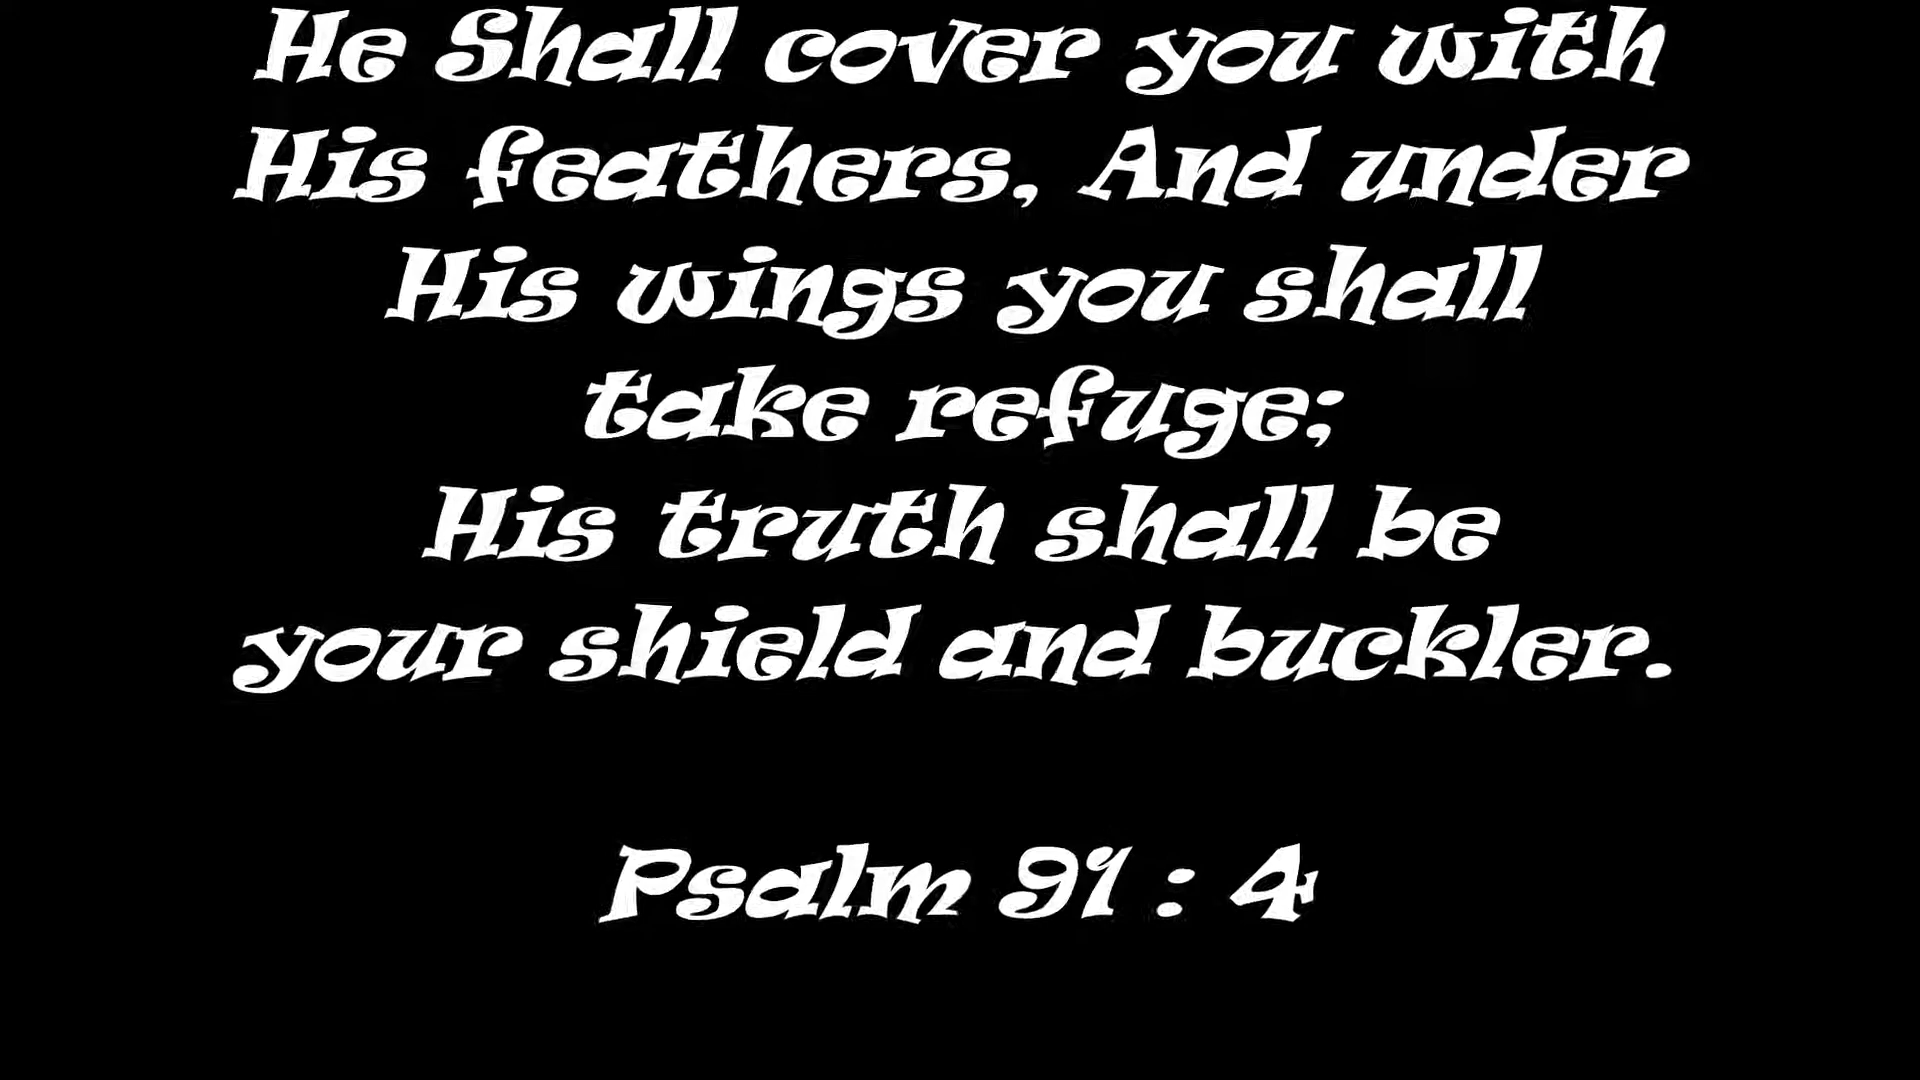 He Shall cover you with
His feathers, And under
His wings you shall
take refuge;
His truth shall be
your shield and buckler.
Psalm 91 : 4